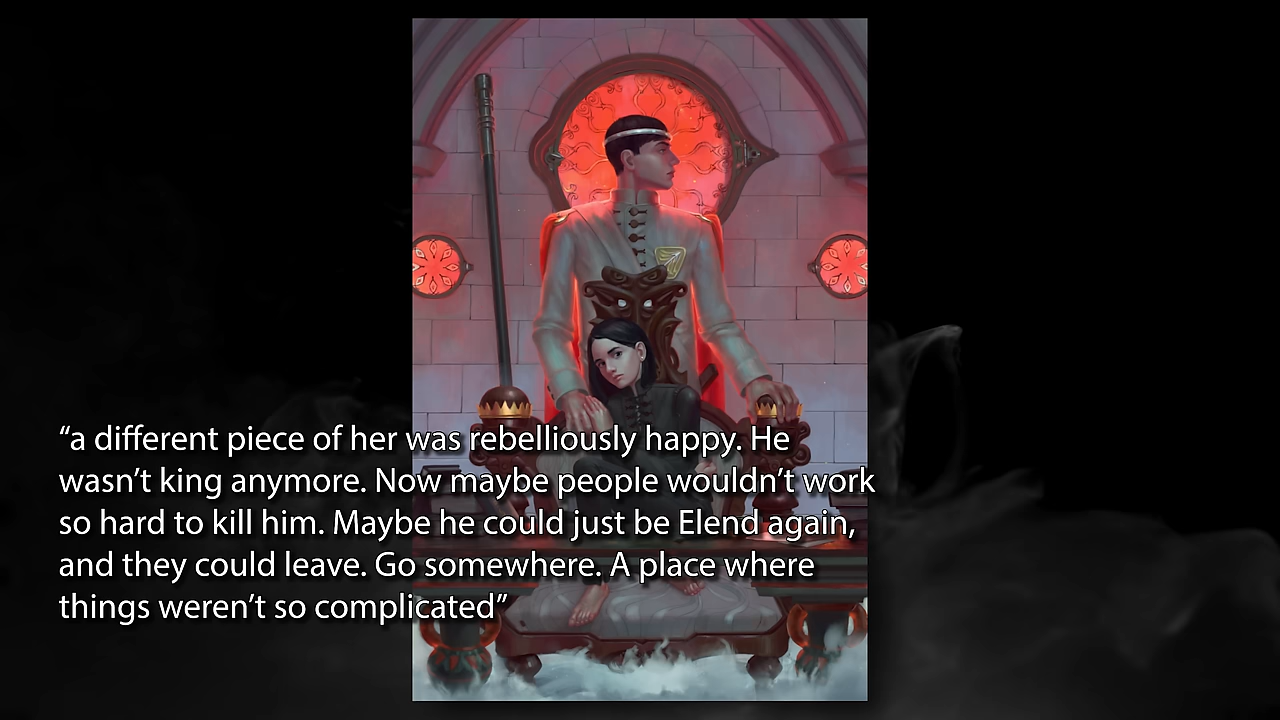 “a different piece of her was rebelliously happy. He
wasn’t king anymore. Now maybe people wouldn’t work
so hard to kill him. Maybe he could just be Elend again,
and they could leave. Go somewhere. A place where
things weren’t so complicated”